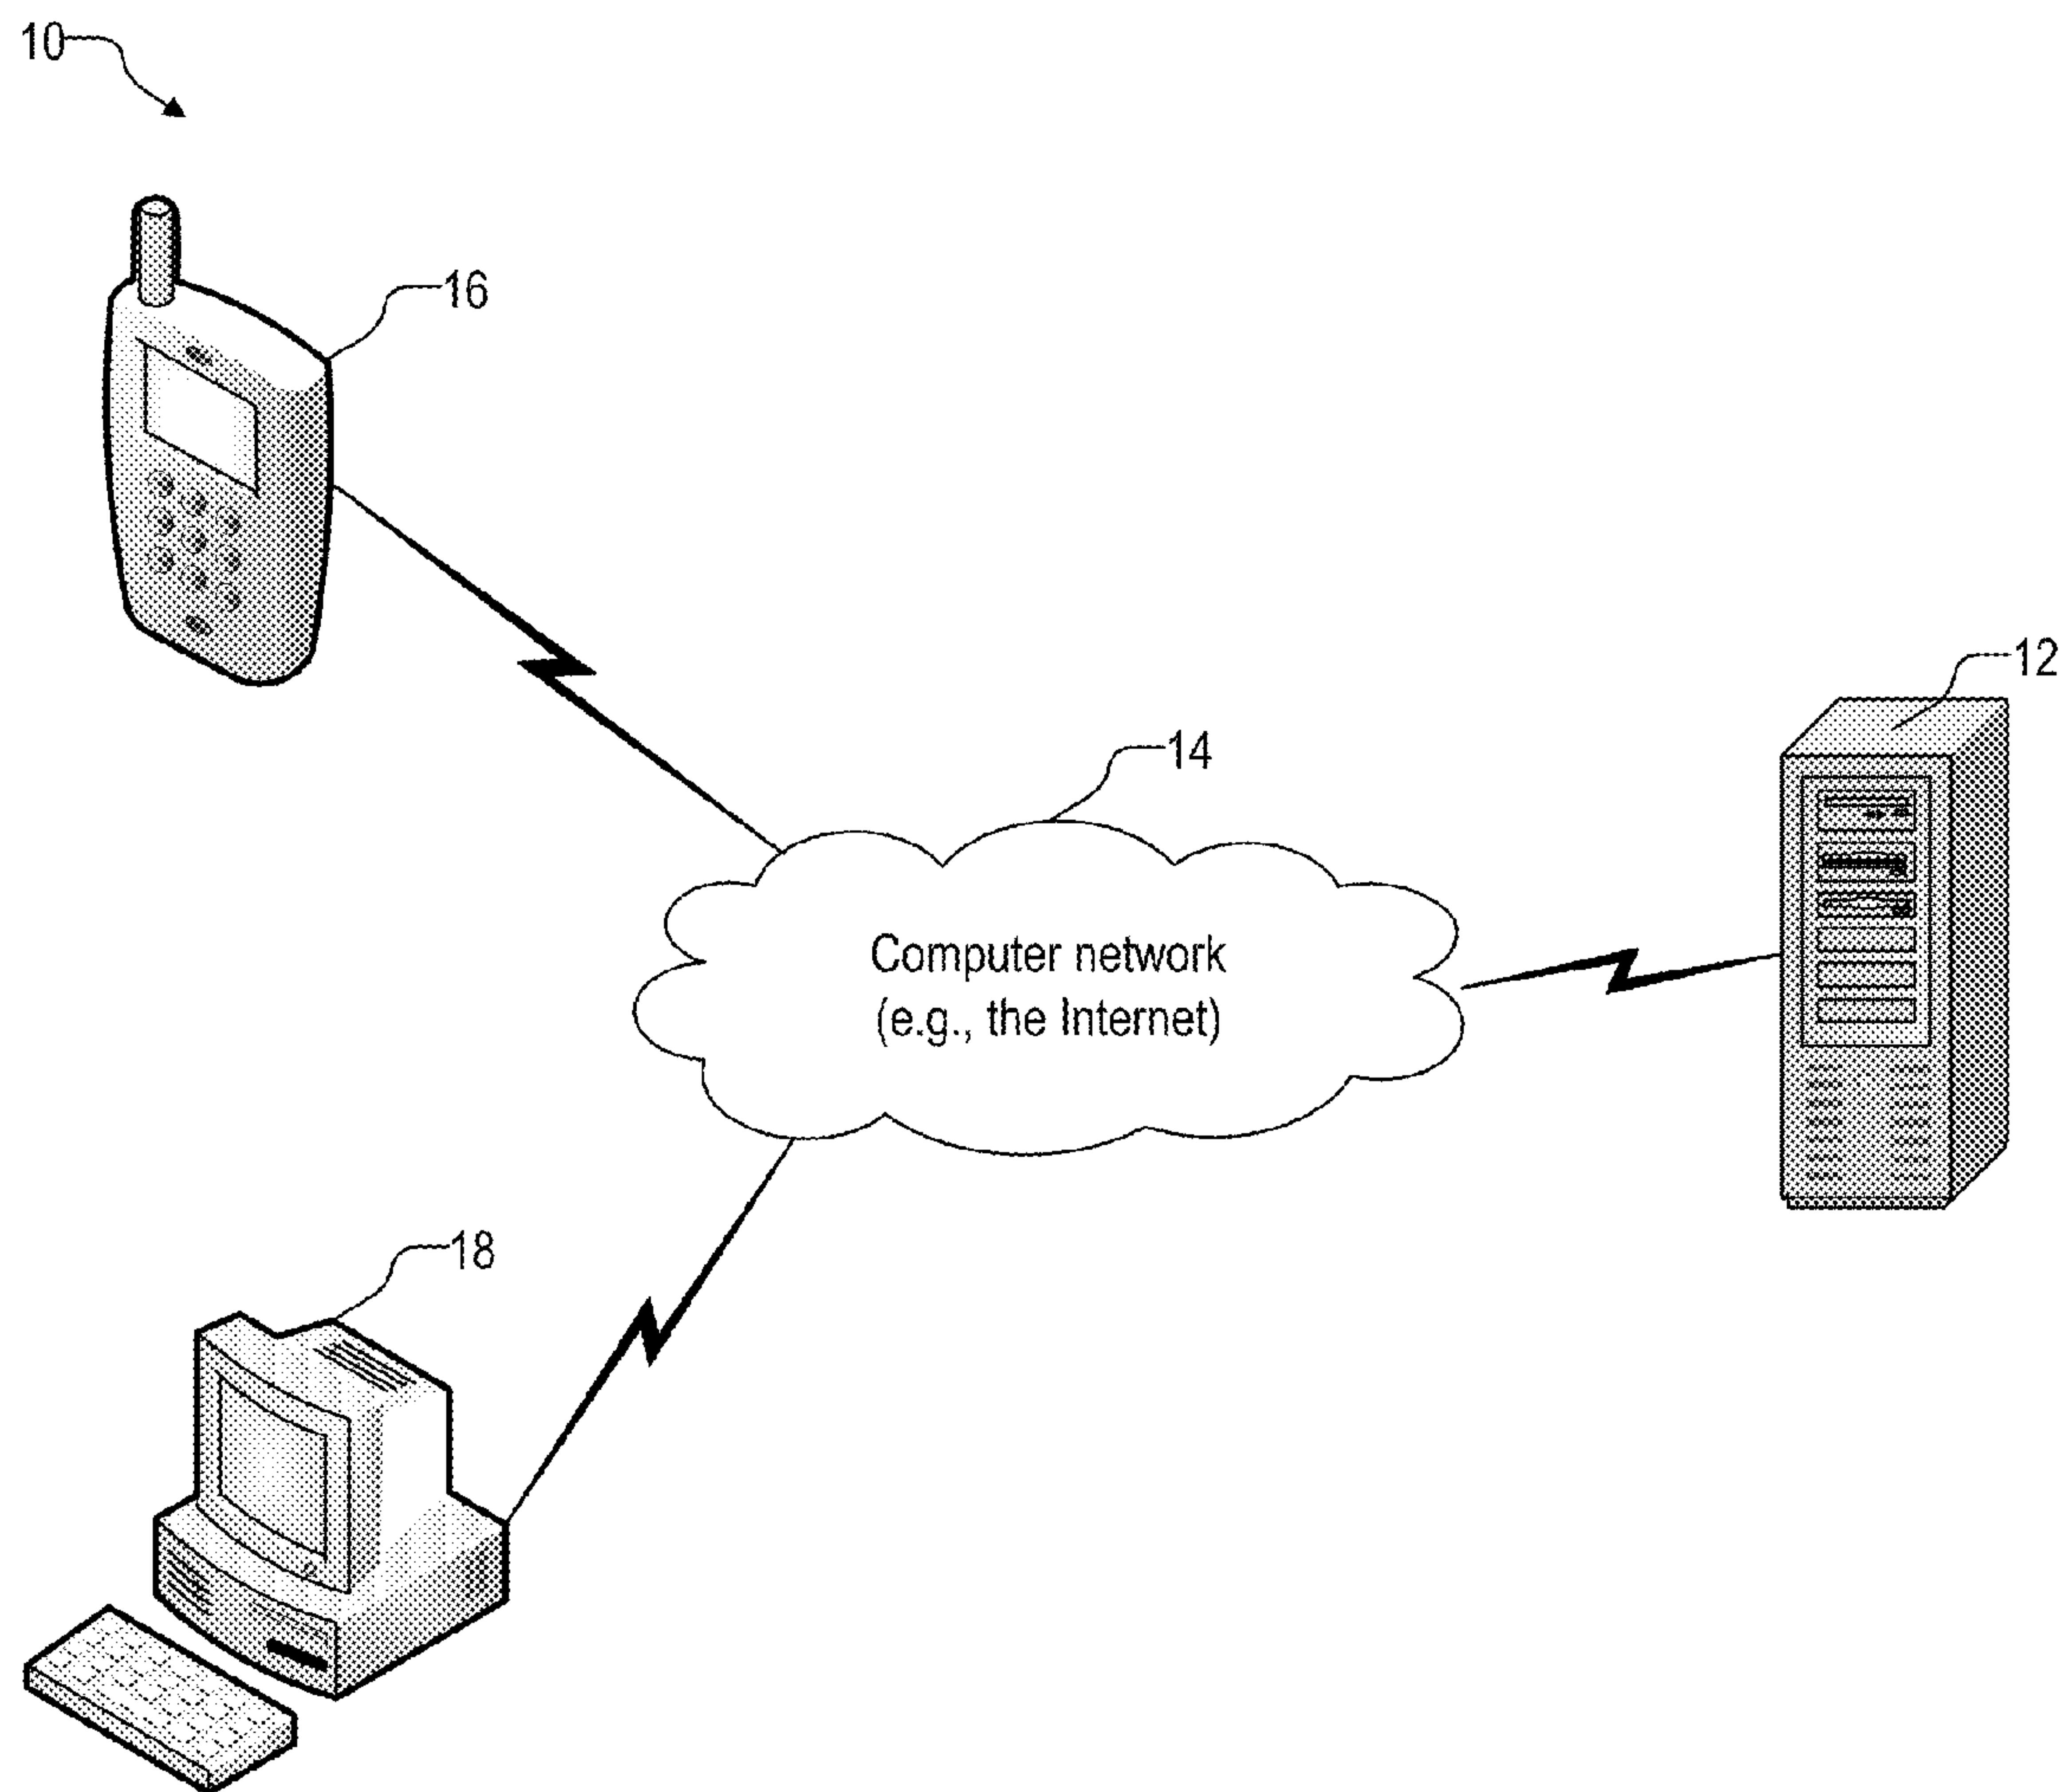 10
16
12
14
Computer network
(e.g., the Internet)
18